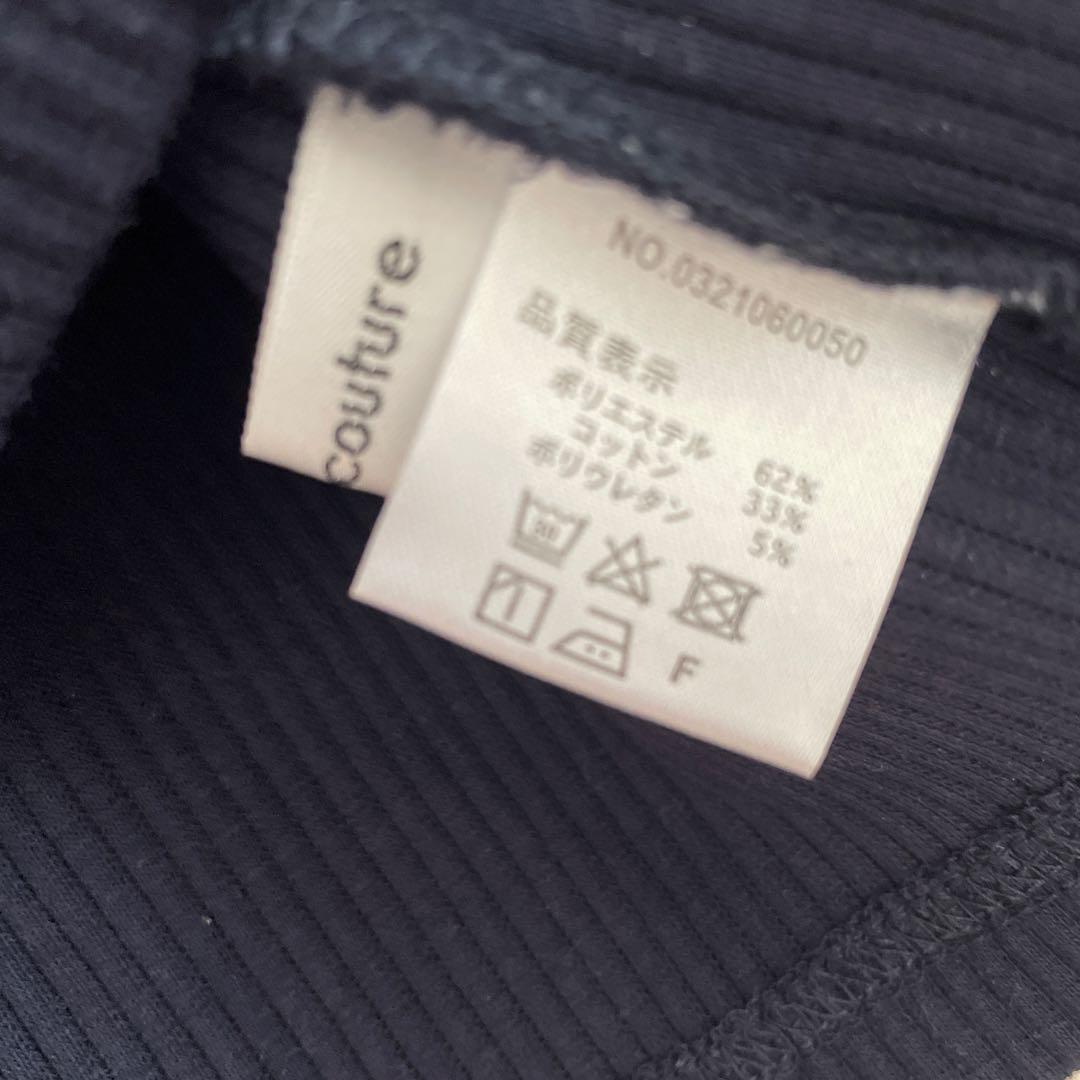 couture
NO.0321060050
品質表示
ポリエステル 62%
コットン 33%
ポリウレタン 5%
F